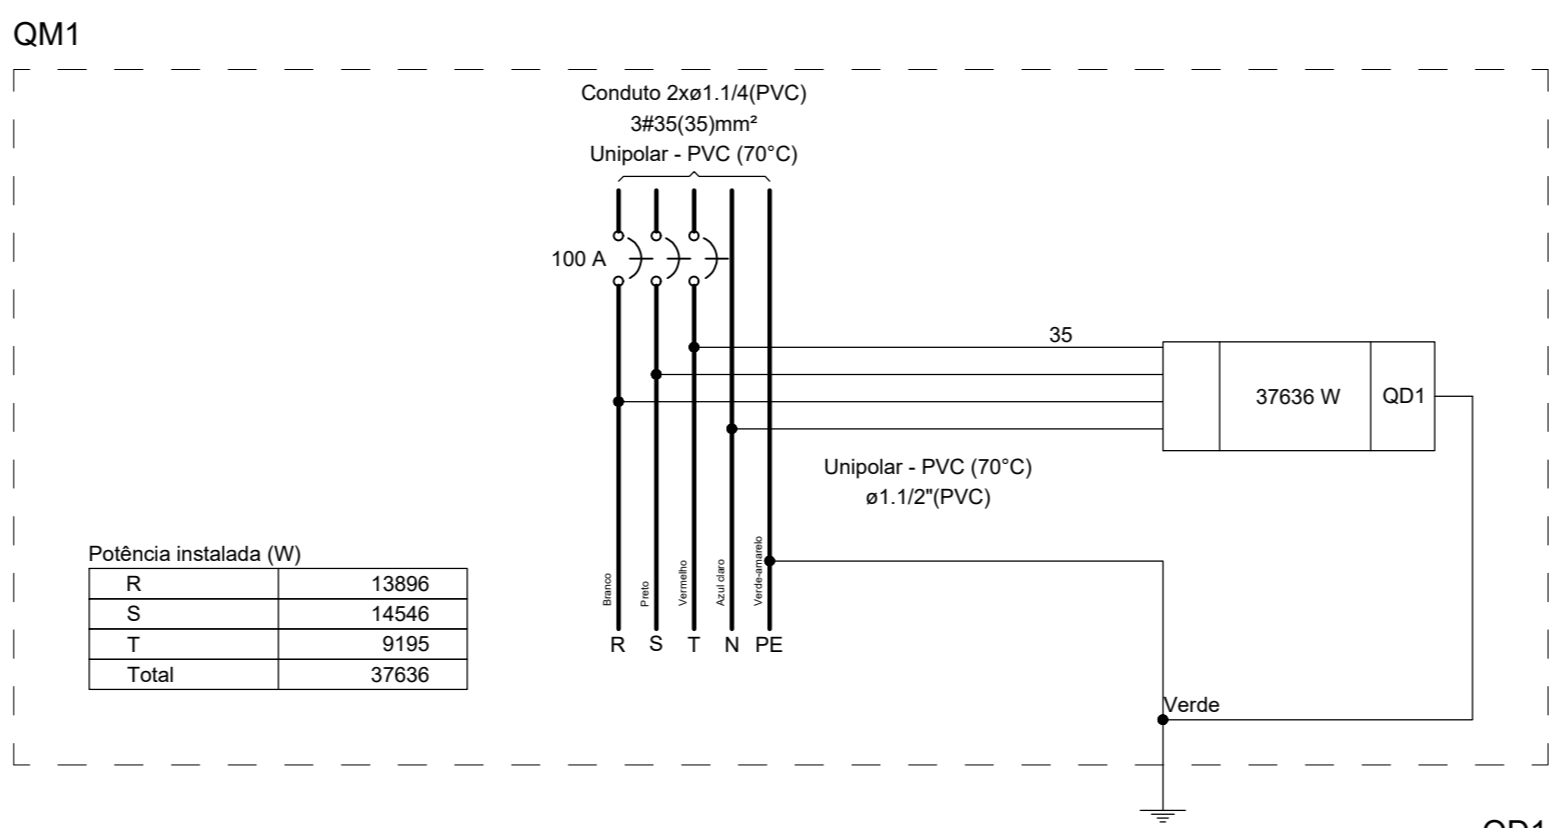 QM1
Conduto 2xø1.1/4(PVC)
3#35(35)mm²
Unipolar - PVC (70°C)
100 A
35
37636 W
QD1
Unipolar - PVC (70°C)
ø1.1/2"(PVC)
Potência instalada (W)
R 13896
S 14546
T 9195
Total 37636
Branco
Preto
Vermelho
Azul claro
Verde-amarelo
R S T N PE
Verde